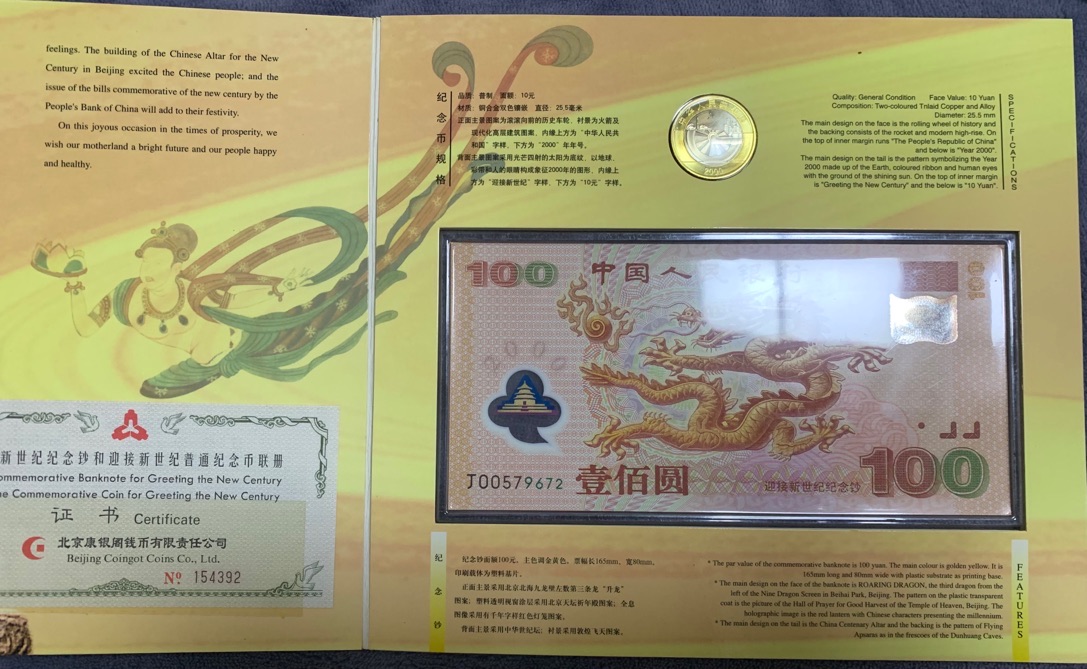 feelings. The building of the Chinese Altar for the New
Century in Beijing excited the Chinese people; and the
issue of the bills commemorative of the new century by the
People's Bank of China will add to their festivity.
On this joyous occasion in the times of prosperity, we
wish our motherland a bright future and our people happy
and healthy.
新世纪纪念钞和迎接新世纪普通纪念币联册
Commemorative Banknote for Greeting the New Century
Commemorative Coin for Greeting the New Century
证 书 Certificate
北京康银阁钱币有限责任公司
Beijing Coingot Coins Co., Ltd.
Nº 154392
纪念币规格
品质: 普制 面额: 10元
材质: 铜合金双色镶嵌 直径: 25.5毫米
正面主景图案为滚滚向前的历史车轮、衬景为火箭及
现代化高层建筑图案,内缘上方为“中华人民共
和国”字样,下方为“2000”年年号。
背面主景图案采用光芒四射的太阳为底纹,以地球、
彩带和人的眼睛构成象征2000年的图形,内缘上
方为“迎接新世纪”字样,下方为“10元”字样。
2000
Quality: General Condition Face Value: 10 Yuan
Composition: Two-coloured Tnlaid Copper and Alloy
Diameter: 25.5 mm
The main design on the face is the rolling wheel of history and
the backing consists of the rocket and modern high-rise. On
the top of inner margin runs "The People's Republic of China"
and below is "Year 2000".
The main design on the tail is the pattern symbolizing the Year
2000 made up of the Earth, coloured ribbon and human eyes
with the ground of the shining sun. On the top of inner margin
is "Greeting the New Century" and the below is "10 Yuan".
SPECIFICATIONS
100 中国人
100
2000
J00579672 壹佰圆 迎接新世纪纪念钞 100
纪念钞
纪念钞面额100元,主色调金黄色,票幅长165mm、宽80mm,
印刷载体为塑料基片。
正面主景采用北京北海九龙壁左数第三条龙“升龙”
图案;塑料透明视窗涂层采用北京天坛祈年殿图案;全息
图像采用有千年字样红色灯笼图案。
背面主景采用中华世纪坛;衬景采用敦煌飞天图案。
* The par value of the commemorative banknote is 100 yuan. The main colour is golden yellow. It is
165mm long and 80mm wide with plastic substrate as printing base.
* The main design on the face of the banknote is ROARING DRAGON, the third dragon from the
left of the Nine Dragon Screen in Beihai Park, Beijing. The pattern on the plastic transparent
coat is the picture of the Hall of Prayer for Good Harvest of the Temple of Heaven, Beijing. The
holographic image is the red lantern with Chinese characters presenting the millennium.
* The main design on the tail is the China Centenary Altar and the backing is the pattern of Flying
Apsaras as in the frescoes of the Dunhuang Caves.
FEATURES